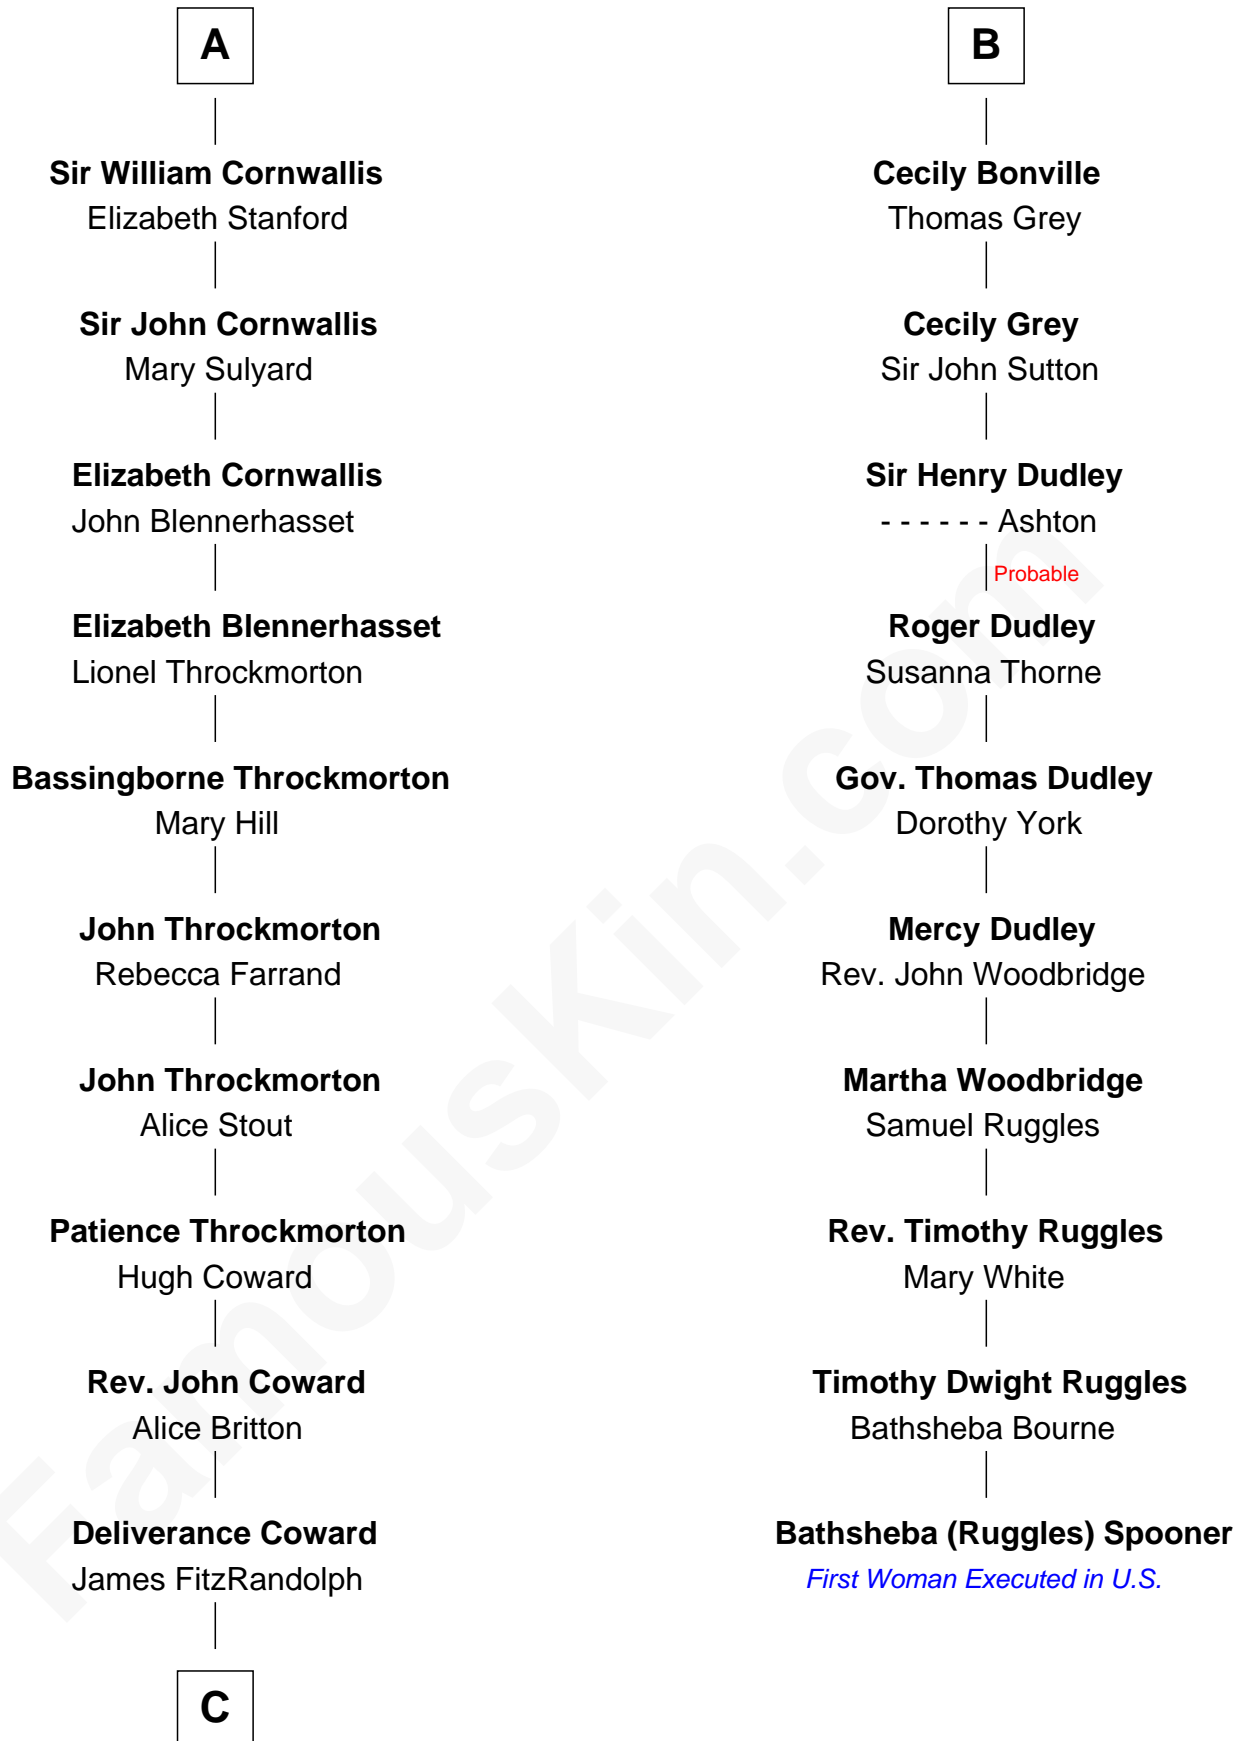 A
Sir William Cornwallis
Elizabeth Stanford
Sir John Cornwallis
Mary Sulyard
Elizabeth Cornwallis
John Blennerhasset
Elizabeth Blennerhasset
Lionel Throckmorton
Bassingborne Throckmorton
Mary Hill
John Throckmorton
Rebecca Farrand
John Throckmorton
Alice Stout
Patience Throckmorton
Hugh Coward
Rev. John Coward
Alice Britton
Deliverance Coward
James FitzRandolph
C
B
Cecily Bonville
Thomas Grey
Cecily Grey
Sir John Sutton
Sir Henry Dudley
- - - - - - Ashton
Probable
Roger Dudley
Susanna Thorne
Gov. Thomas Dudley
Dorothy York
Mercy Dudley
Rev. John Woodbridge
Martha Woodbridge
Samuel Ruggles
Rev. Timothy Ruggles
Mary White
Timothy Dwight Ruggles
Bathsheba Bourne
Bathsheba (Ruggles) Spooner
First Woman Executed in U.S.
FamousKin.com